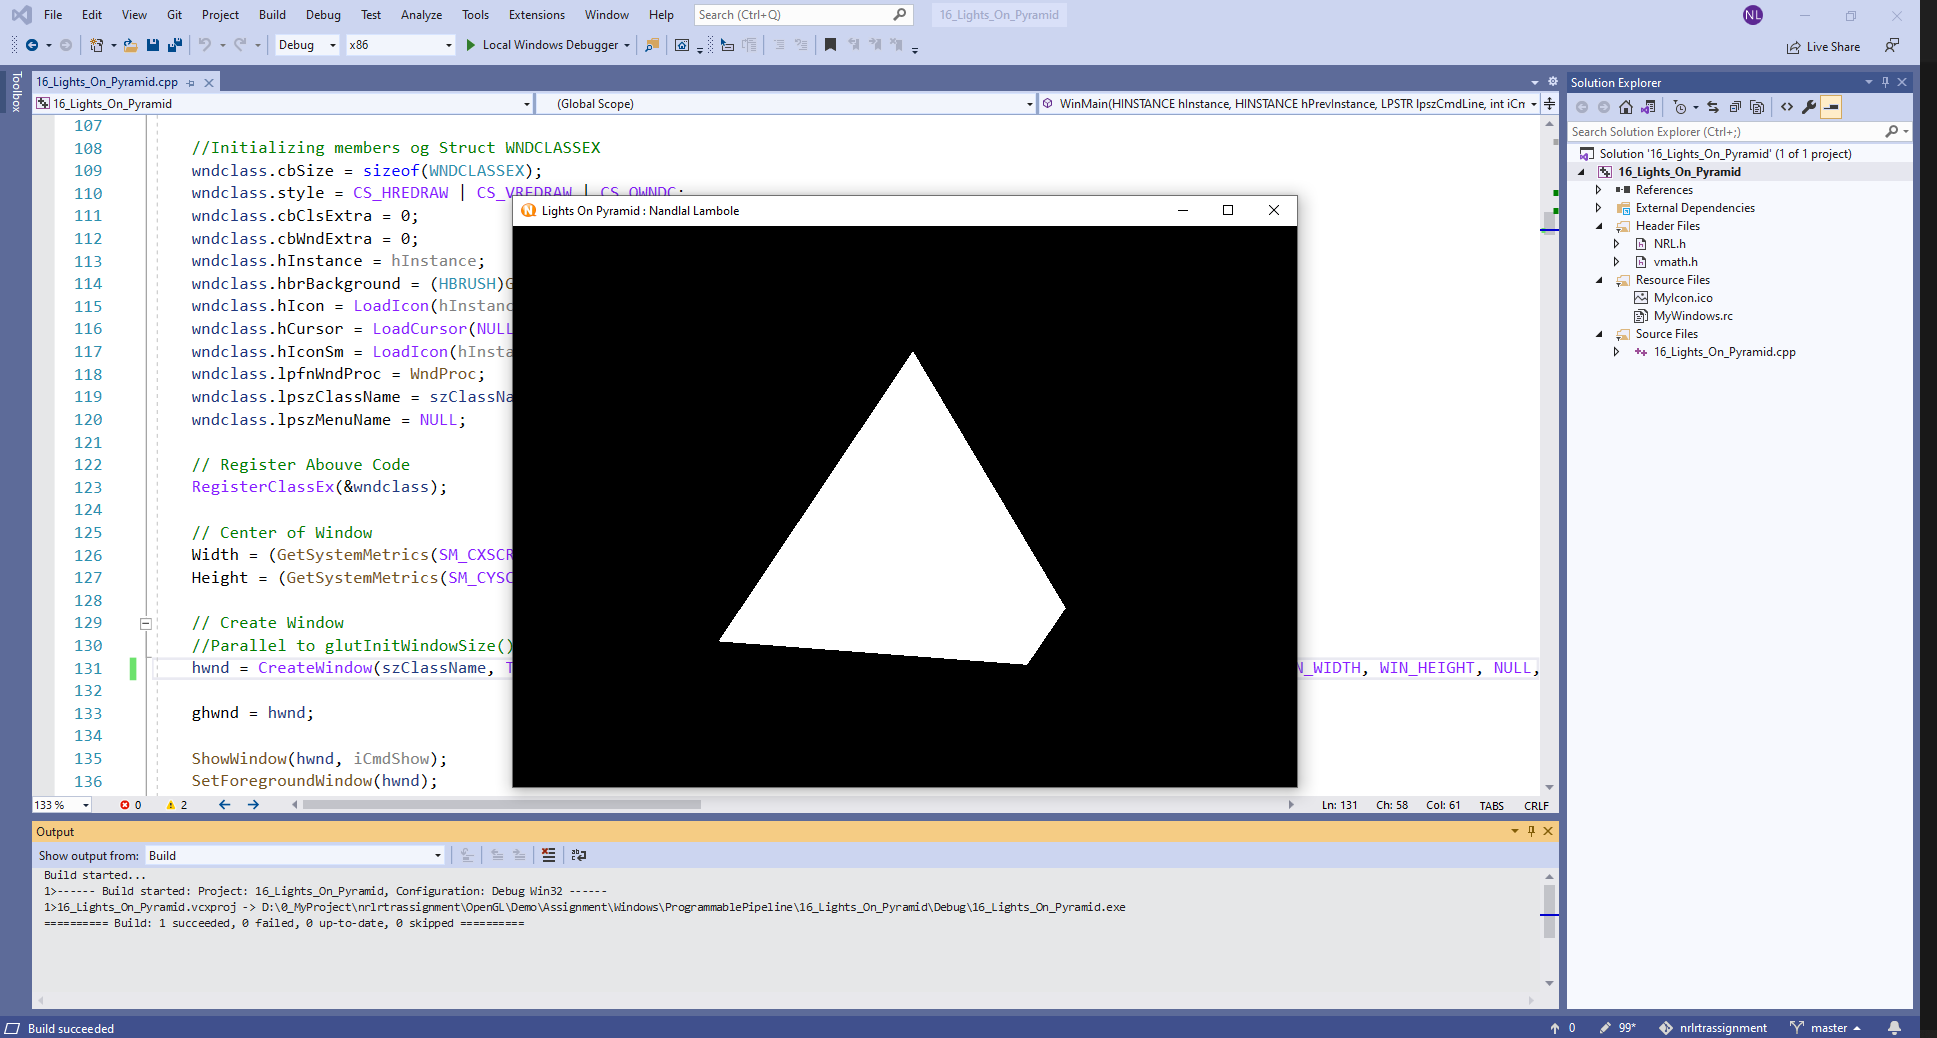 File Edit View Git Project Build Debug Test Analyze Tools Extensions Window Help Search (Ctrl+Q) 16_Lights_On_Pyramid NL
Debug x86 Local Windows Debugger Live Share
Toolbox
16_Lights_On_Pyramid.cpp
16_Lights_On_Pyramid (Global Scope) WinMain(HINSTANCE hInstance, HINSTANCE hPrevInstance, LPSTR lpszCmdLine, int iCm
107
108 //Initializing members og Struct WNDCLASSEX
109 wndclass.cbSize = sizeof(WNDCLASSEX);
110 wndclass.style = CS_HREDRAW | CS_VREDRAW | CS_OWNDC;
111 wndclass.cbClsExtra = 0;
112 wndclass.cbWndExtra = 0;
113 wndclass.hInstance = hInstance;
114 wndclass.hbrBackground = (HBRUSH)G
115 wndclass.hIcon = LoadIcon(hInstanc
116 wndclass.hCursor = LoadCursor(NULL
117 wndclass.hIconSm = LoadIcon(hInsta
118 wndclass.lpfnWndProc = WndProc;
119 wndclass.lpszClassName = szClassNa
120 wndclass.lpszMenuName = NULL;
121
122 // Register Abouve Code
123 RegisterClassEx(&wndclass);
124
125 // Center of Window
126 Width = (GetSystemMetrics(SM_CXSCR
127 Height = (GetSystemMetrics(SM_CYSC
128
129 // Create Window
130 //Parallel to glutInitWindowSize()
131 hwnd = CreateWindow(szClassName, T N_WIDTH, WIN_HEIGHT, NULL,
132
133 ghwnd = hwnd;
134
135 ShowWindow(hwnd, iCmdShow);
136 SetForegroundWindow(hwnd);
Lights On Pyramid : Nandlal Lambole
133 % 0 2 Ln: 131 Ch: 58 Col: 61 TABS CRLF
Output
Show output from: Build
Build started...
1>------ Build started: Project: 16_Lights_On_Pyramid, Configuration: Debug Win32 ------
1>16_Lights_On_Pyramid.vcxproj -> D:\0_MyProject\nrlrtrassignment\OpenGL\Demo\Assignment\Windows\ProgrammablePipeline\16_Lights_On_Pyramid\Debug\16_Lights_On_Pyramid.exe
========== Build: 1 succeeded, 0 failed, 0 up-to-date, 0 skipped ==========
Solution Explorer
Search Solution Explorer (Ctrl+;)
Solution '16_Lights_On_Pyramid' (1 of 1 project)
16_Lights_On_Pyramid
References
External Dependencies
Header Files
NRL.h
vmath.h
Resource Files
MyIcon.ico
MyWindows.rc
Source Files
16_Lights_On_Pyramid.cpp
Build succeeded 0 99* nrlrtrassignment master